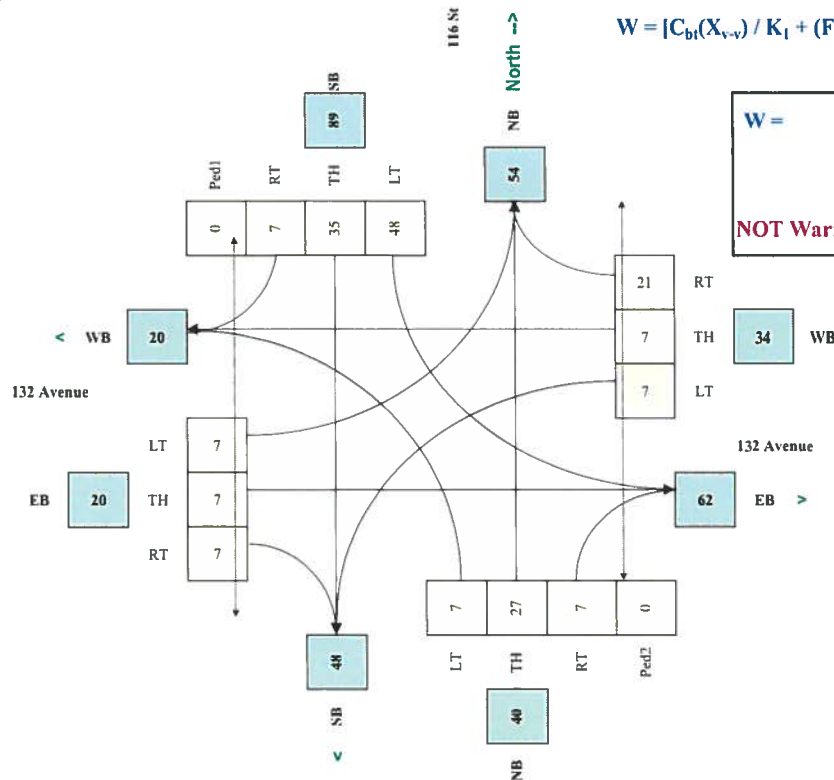 116 St
North -->
W = [Cbt(Xv-v) / K1 + (F
W =
NOT War
SB
89
NB
54
Ped1
RT
TH
LT
0
7
35
48
21
RT
7
TH
7
LT
34
WB
< WB
20
132 Avenue
132 Avenue
LT
7
EB
20
TH
7
RT
7
62
EB >
7
27
7
0
LT
TH
RT
Ped2
48
SB
<
40
NB